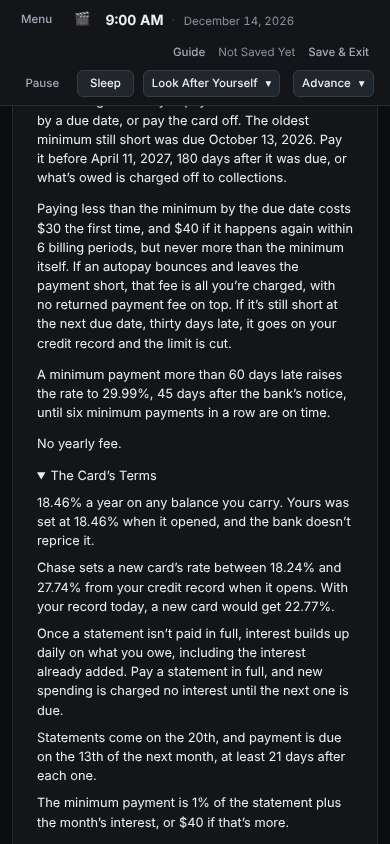 Menu 🎬 9:00 AM · December 14, 2026
Guide Not Saved Yet Save & Exit
Pause Sleep Look After Yourself ▾ Advance ▾
by a due date, or pay the card off. The oldest
minimum still short was due October 13, 2026. Pay
it before April 11, 2027, 180 days after it was due, or
what’s owed is charged off to collections.
Paying less than the minimum by the due date costs
$30 the first time, and $40 if it happens again within
6 billing periods, but never more than the minimum
itself. If an autopay bounces and leaves the
payment short, that fee is all you’re charged, with
no returned payment fee on top. If it’s still short at
the next due date, thirty days late, it goes on your
credit record and the limit is cut.
A minimum payment more than 60 days late raises
the rate to 29.99%, 45 days after the bank’s notice,
until six minimum payments in a row are on time.
No yearly fee.
▼ The Card’s Terms
18.46% a year on any balance you carry. Yours was
set at 18.46% when it opened, and the bank doesn’t
reprice it.
Chase sets a new card’s rate between 18.24% and
27.74% from your credit record when it opens. With
your record today, a new card would get 22.77%.
Once a statement isn’t paid in full, interest builds up
daily on what you owe, including the interest
already added. Pay a statement in full, and new
spending is charged no interest until the next one is
due.
Statements come on the 20th, and payment is due
on the 13th of the next month, at least 21 days after
each one.
The minimum payment is 1% of the statement plus
the month’s interest, or $40 if that’s more.